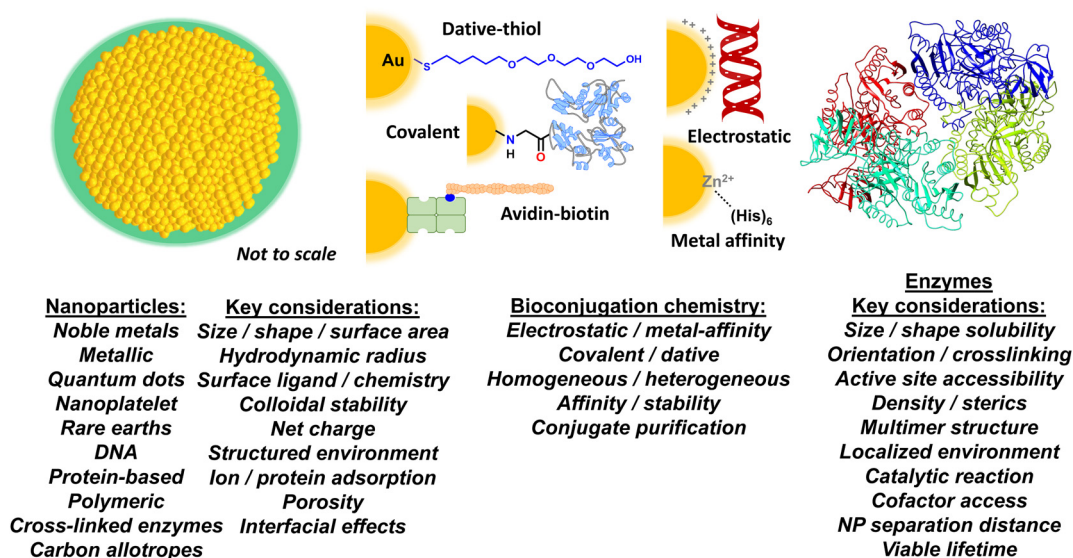 Dative-thiol
Au
S
O
O
O
OH
Covalent
N
H
O
Avidin-biotin
Not to scale
++++++++++++
Electrostatic
Zn²⁺
(His)₆
Metal affinity
Nanoparticles:
Noble metals
Metallic
Quantum dots
Nanoplatelet
Rare earths
DNA
Protein-based
Polymeric
Cross-linked enzymes
Carbon allotropes
Key considerations:
Size / shape / surface area
Hydrodynamic radius
Surface ligand / chemistry
Colloidal stability
Net charge
Structured environment
Ion / protein adsorption
Porosity
Interfacial effects
Bioconjugation chemistry:
Electrostatic / metal-affinity
Covalent / dative
Homogeneous / heterogeneous
Affinity / stability
Conjugate purification
Enzymes
Key considerations:
Size / shape solubility
Orientation / crosslinking
Active site accessibility
Density / sterics
Multimer structure
Localized environment
Catalytic reaction
Cofactor access
NP separation distance
Viable lifetime